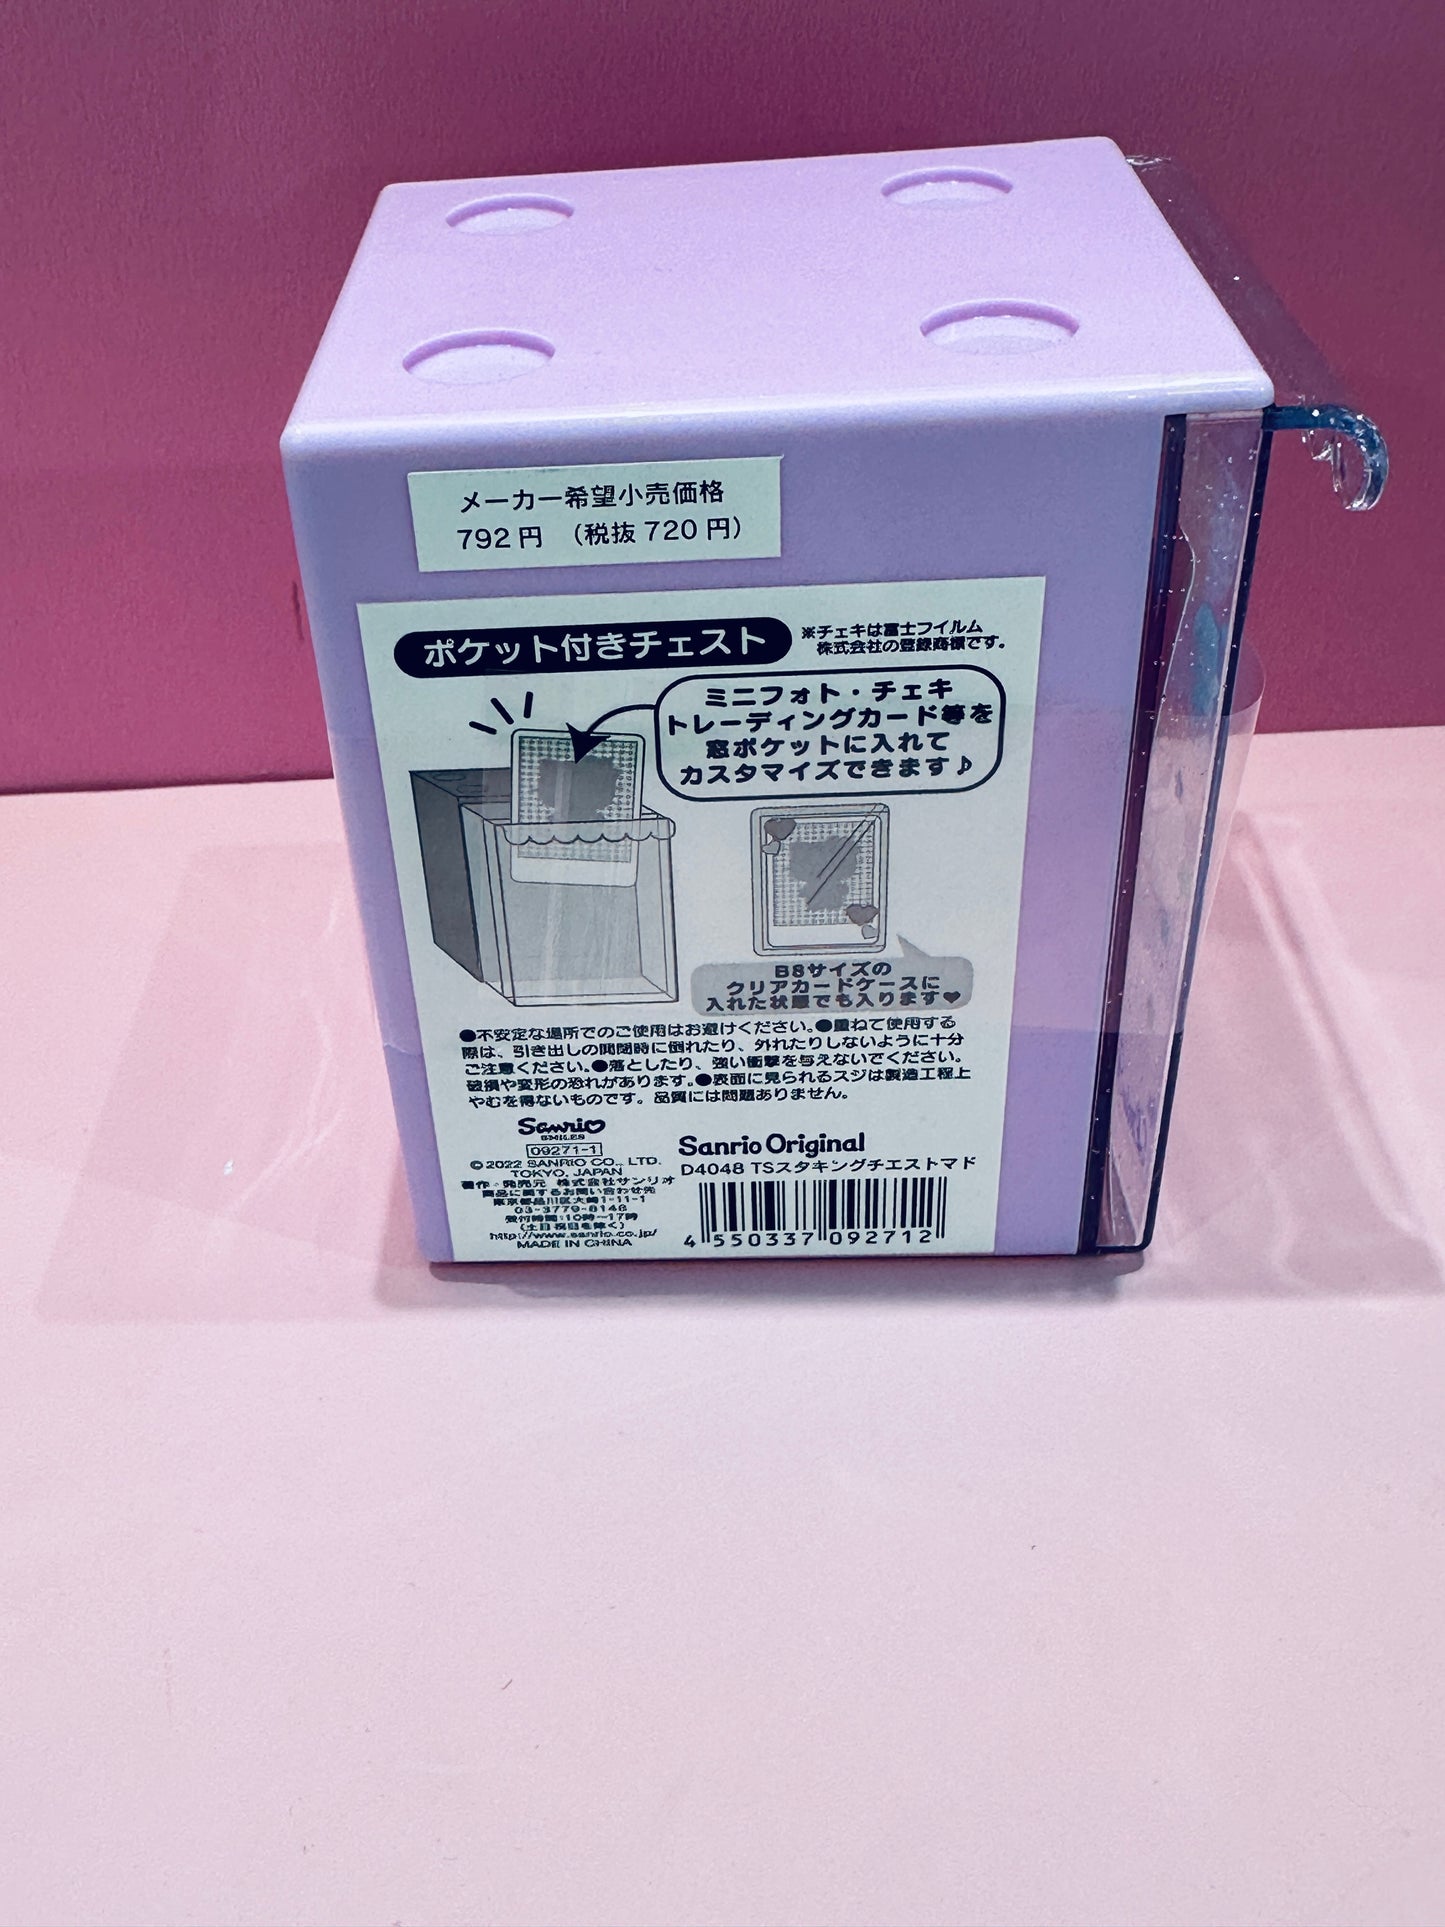 メーカー希望小売価格
792円 （税抜720円）
ポケット付きチェスト
※チェキは富士フイルム
株式会社の登録商標です。
ミニフォト・チェキ
トレーディングカード等を
窓ポケットに入れて
カスタマイズできます♪
B8サイズの
クリアカードケースに
入れた状態でも入ります♥
●不安定な場所でのご使用はお避けください。●重ねて使用する
際は、引き出しの開閉時に倒れたり、外れたりしないように十分
ご注意ください。●落としたり、強い衝撃を与えないでください。
破損や変形の恐れがあります。●表面に見られるスジは製造工程上
やむを得ないものです。品質には問題ありません。
Sanrio
SMILES
09271-1
©2022 SANRIO CO., LTD.
TOKYO, JAPAN
著作・発売元 株式会社サンリオ
商品に関するお問い合わせ先
東京都品川区大崎1-11-1
03-3779-8148
受付時間:10時〜17時
(土日祝日を除く)
http://www.sanrio.co.jp/
MADE IN CHINA
Sanrio Original
D4048 TSスタキングチエストマド
4 550337 092712